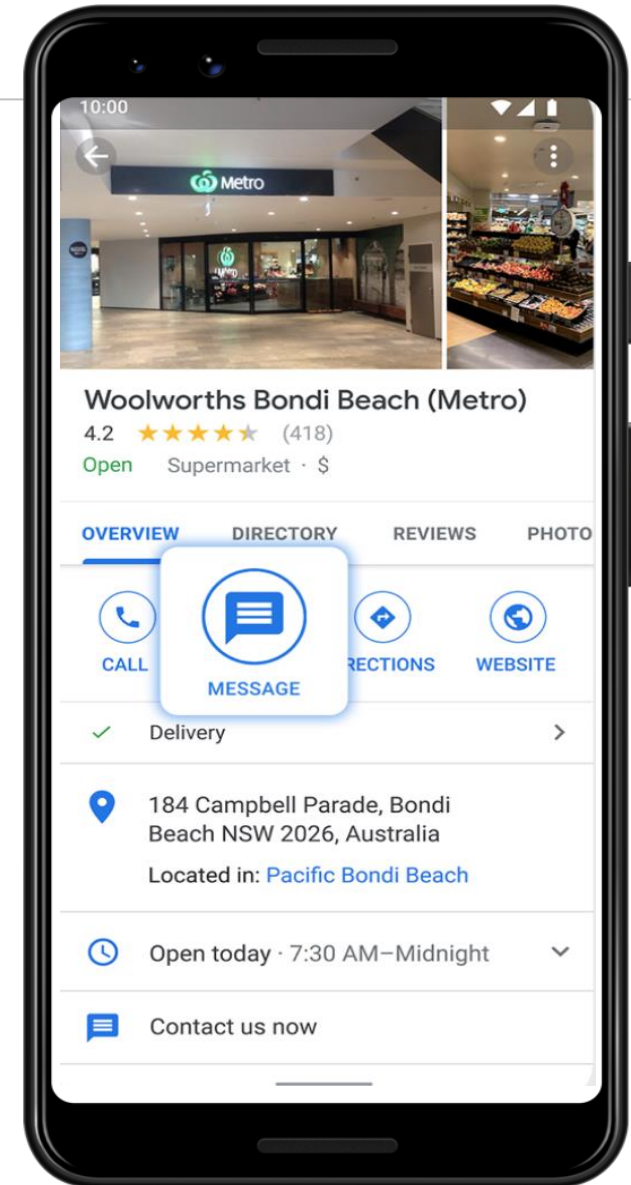 10:00
Metro
Metro
Woolworths Bondi Beach (Metro)
4.2 (418)
Open Supermarket · $
OVERVIEW DIRECTORY REVIEWS PHOTO
CALL MESSAGE RECTIONS WEBSITE
Delivery
184 Campbell Parade, Bondi
Beach NSW 2026, Australia
Located in: Pacific Bondi Beach
Open today · 7:30 AM–Midnight
Contact us now